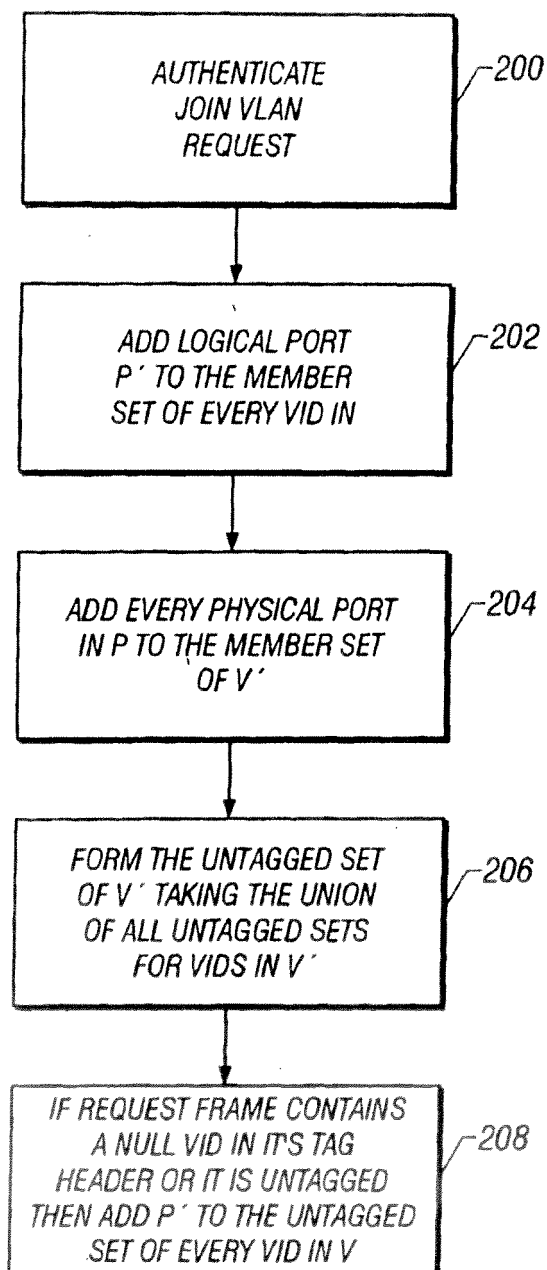 AUTHENTICATE
JOIN VLAN
REQUEST
200
ADD LOGICAL PORT
P´ TO THE MEMBER
SET OF EVERY VID IN
202
ADD EVERY PHYSICAL PORT
IN P TO THE MEMBER SET
OF V´
204
FORM THE UNTAGGED SET
OF V´ TAKING THE UNION
OF ALL UNTAGGED SETS
FOR VIDS IN V´
206
IF REQUEST FRAME CONTAINS
A NULL VID IN IT'S TAG
HEADER OR IT IS UNTAGGED
THEN ADD P´ TO THE UNTAGGED
SET OF EVERY VID IN V
208